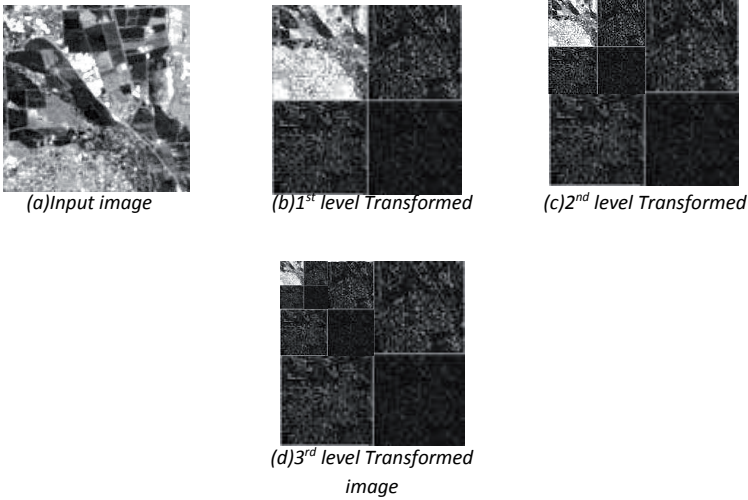 (a)Input image
(b)1st level Transformed
(c)2nd level Transformed
(d)3rd level Transformed
image